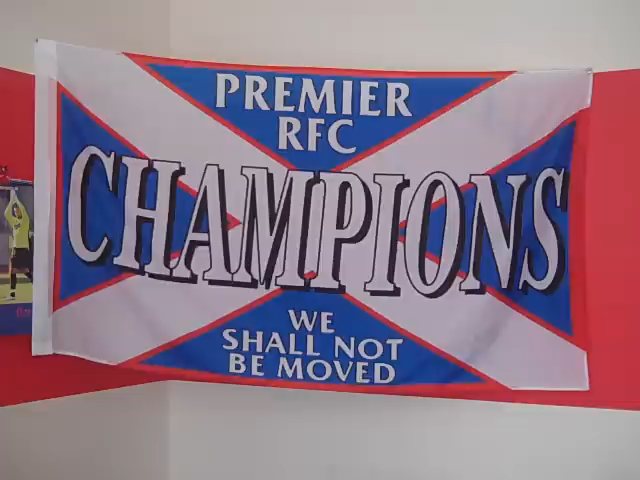 PREMIER
RFC
CHAMPIONS
WE
SHALL NOT
BE MOVED